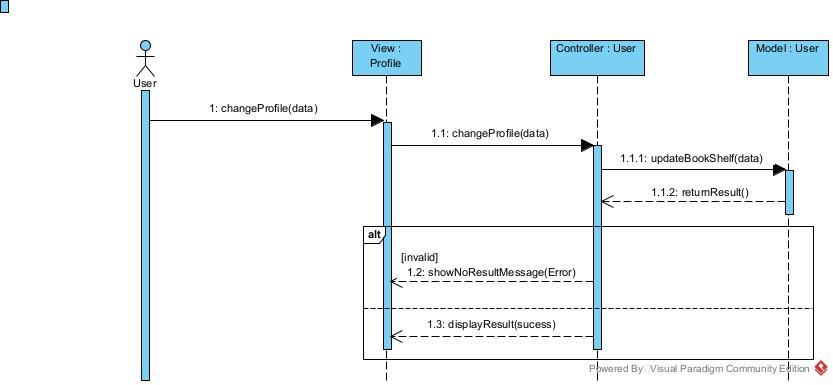 View :
Profile
Controller : User
Model : User
User
1: changeProfile(data)
1.1: changeProfile(data)
1.1.1: updateBookShelf(data)
1.1.2: returnResult()
alt
[invalid]
1.2: showNoResultMessage(Error)
1.3: displayResult(sucess)
Powered By Visual Paradigm Community Edition